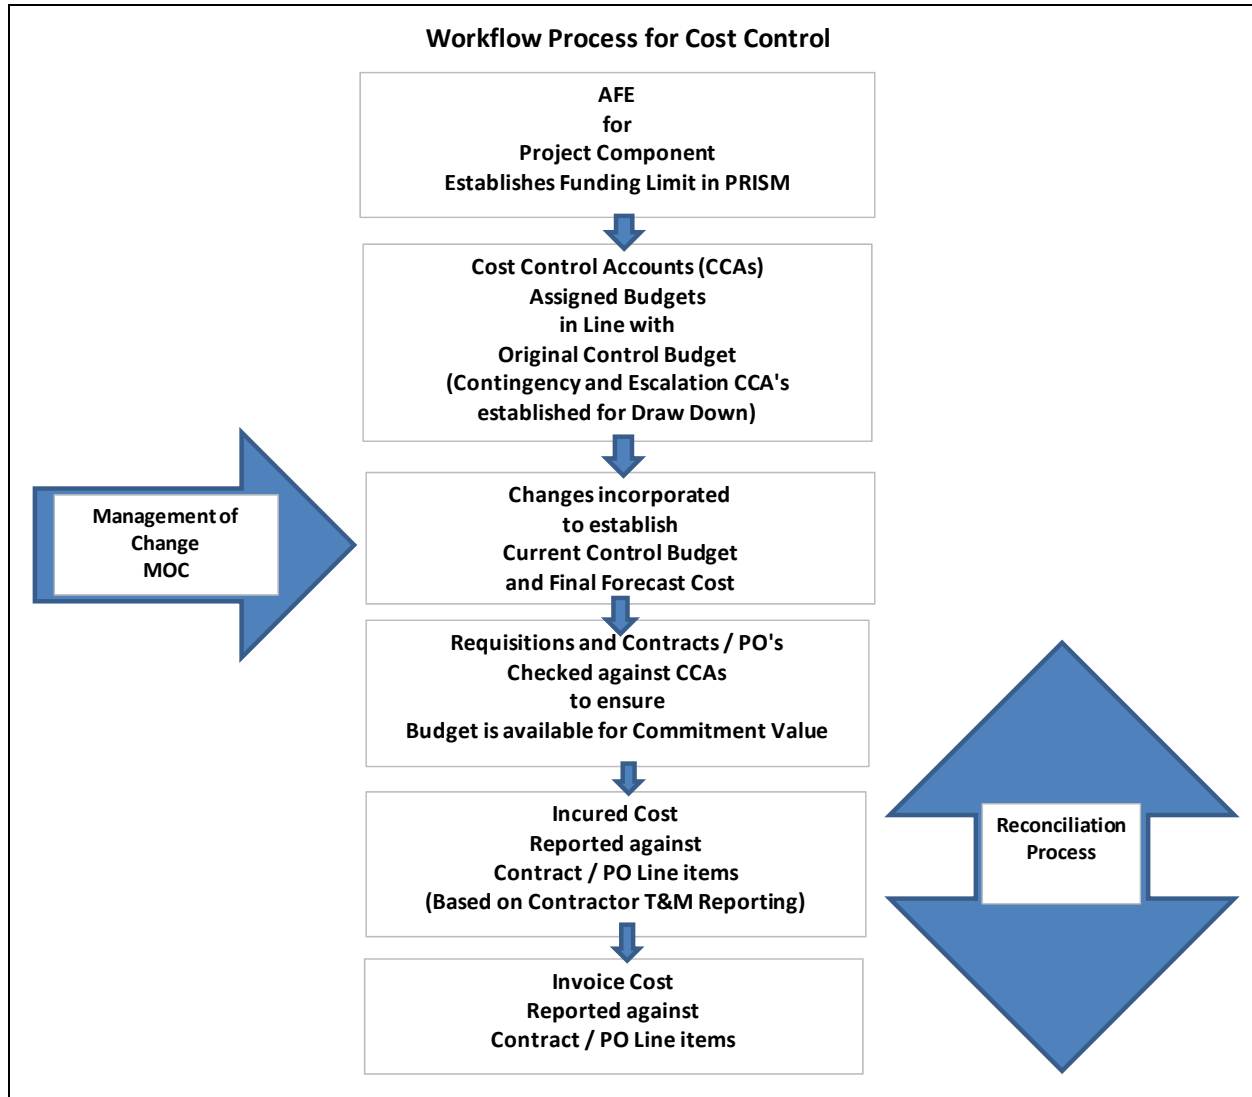 Workflow Process for Cost Control
AFE
for
Project Component
Establishes Funding Limit in PRISM
Cost Control Accounts (CCAs)
Assigned Budgets
in Line with
Original Control Budget
(Contingency and Escalation CCA's
established for Draw Down)
Management of
Change
MOC
Changes incorporated
to establish
Current Control Budget
and Final Forecast Cost
Requisitions and Contracts / PO's
Checked against CCAs
to ensure
Budget is available for Commitment Value
Incured Cost
Reported against
Contract / PO Line items
(Based on Contractor T&M Reporting)
Reconciliation
Process
Invoice Cost
Reported against
Contract / PO Line items